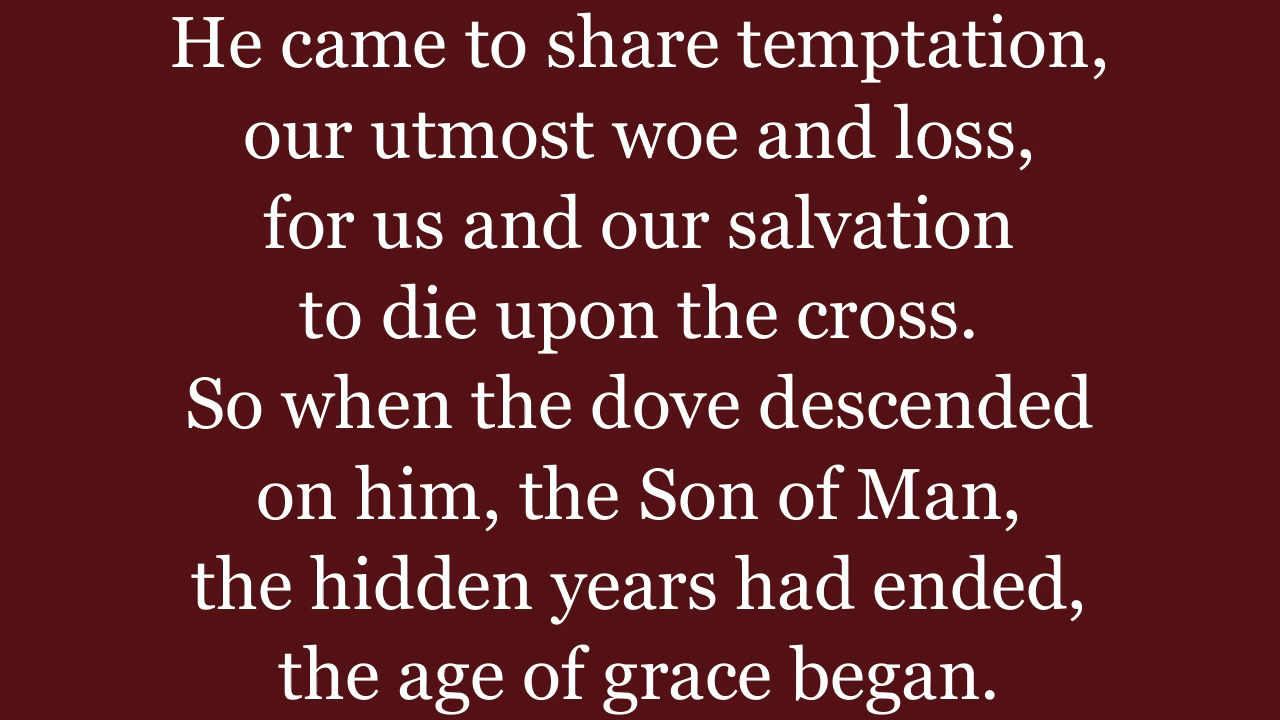 He came to share temptation,
our utmost woe and loss,
for us and our salvation
to die upon the cross.
So when the dove descended
on him, the Son of Man,
the hidden years had ended,
the age of grace began.